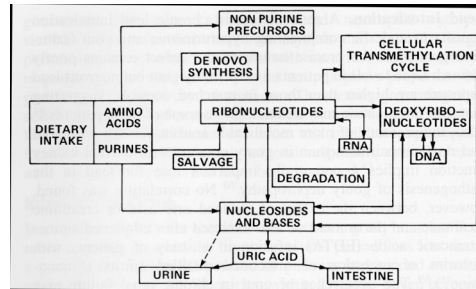 NON PURINE
PRECURSORS
CELLULAR
TRANSMETHYLATION
CYCLE
DE NOVO
SYNTHESIS
DIETARY
INTAKE
AMINO
ACIDS
PURINES
RIBONUCLEOTIDES
DEOXYRIBO—
NUCLEOTIDES
RNA
DNA
SALVAGE
DEGRADATION
NUCLEOSIDES
AND BASES
URIC ACID
URINE
INTESTINE